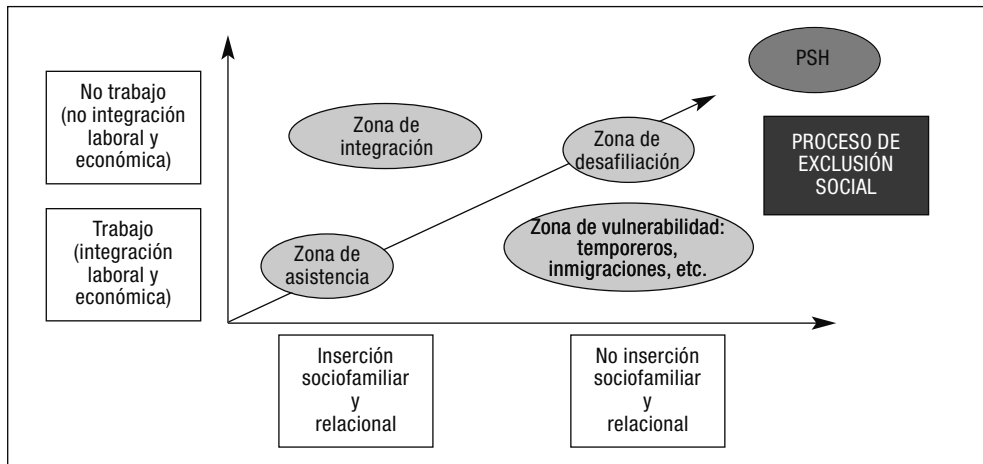 PSH
No trabajo
(no integración
laboral y
económica)
Zona de
integración
Zona de
desafiliación
PROCESO DE
EXCLUSIÓN
SOCIAL
Trabajo
(integración
laboral y
económica)
Zona de
asistencia
Zona de vulnerabilidad:
temporeros,
inmigraciones, etc.
Inserción
sociofamiliar
y
relacional
No inserción
sociofamiliar
y
relacional